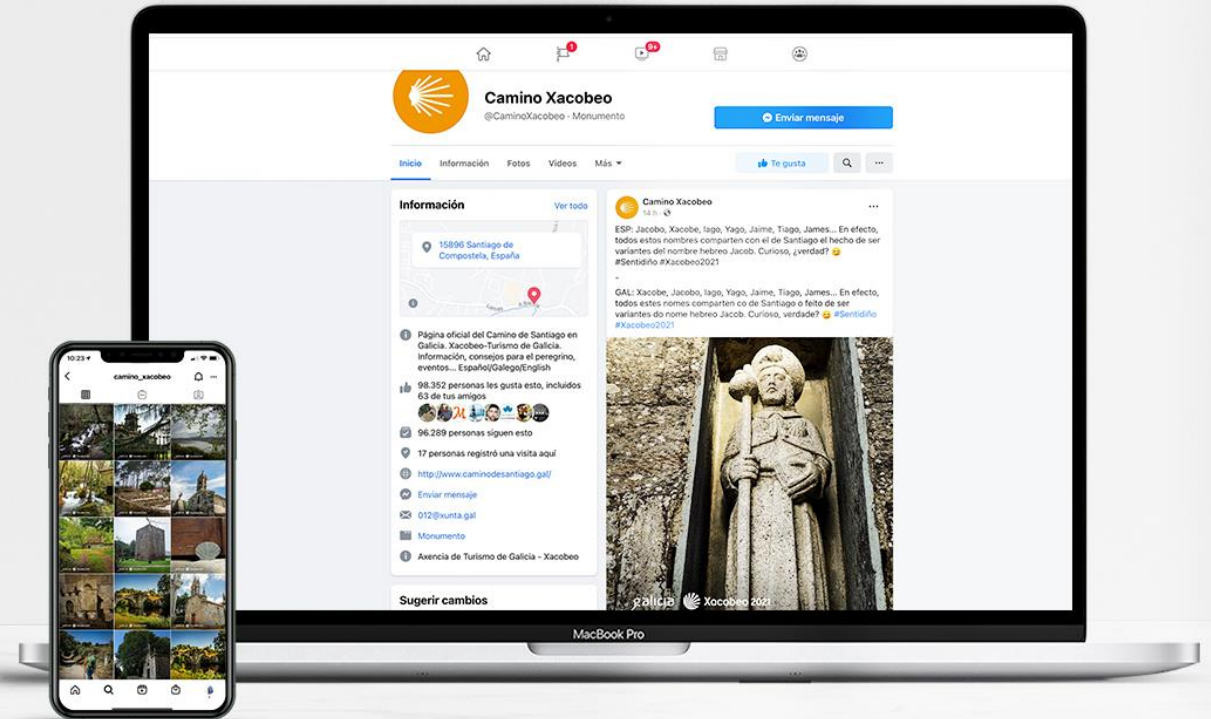 1
9+
Camino Xacobeo
@CaminoXacobeo · Monumento
Enviar mensaje
Inicio
Información
Fotos
Videos
Más
Te gusta
Información
Ver todo
15896 Santiago de
Compostela, España
Página oficial del Camino de Santiago en
Galicia. Xacobeo-Turismo de Galicia.
Información, consejos para el peregrino,
eventos... Español/Galego/English
98.352 personas les gusta esto, incluidos
63 de tus amigos
96.289 personas siguen esto
17 personas registró una visita aquí
http://www.caminodesantiago.gal/
Enviar mensaje
012@xunta.gal
Monumento
Axencia de Turismo de Galicia - Xacobeo
Sugerir cambios
Camino Xacobeo
14 h
ESP: Jacobo, Xacobe, Iago, Yago, Jaime, Tiago, James... En efecto,
todos estos nombres comparten con el de Santiago el hecho de ser
variantes del nombre hebreo Jacob. Curioso, ¿verdad? 😉
#Sentidiño #Xacobeo2021
-
GAL: Xacobe, Jacobo, Iago, Yago, Jaime, Tiago, James... En efecto,
todos estes nomes comparten co de Santiago o feito de ser
variantes do nome hebreo Jacob. Curioso, verdade? 😉 #Sentidiño
#Xacobeo2021
galicia Xacobeo 2021
MacBook Pro
10:23
camino_xacobeo